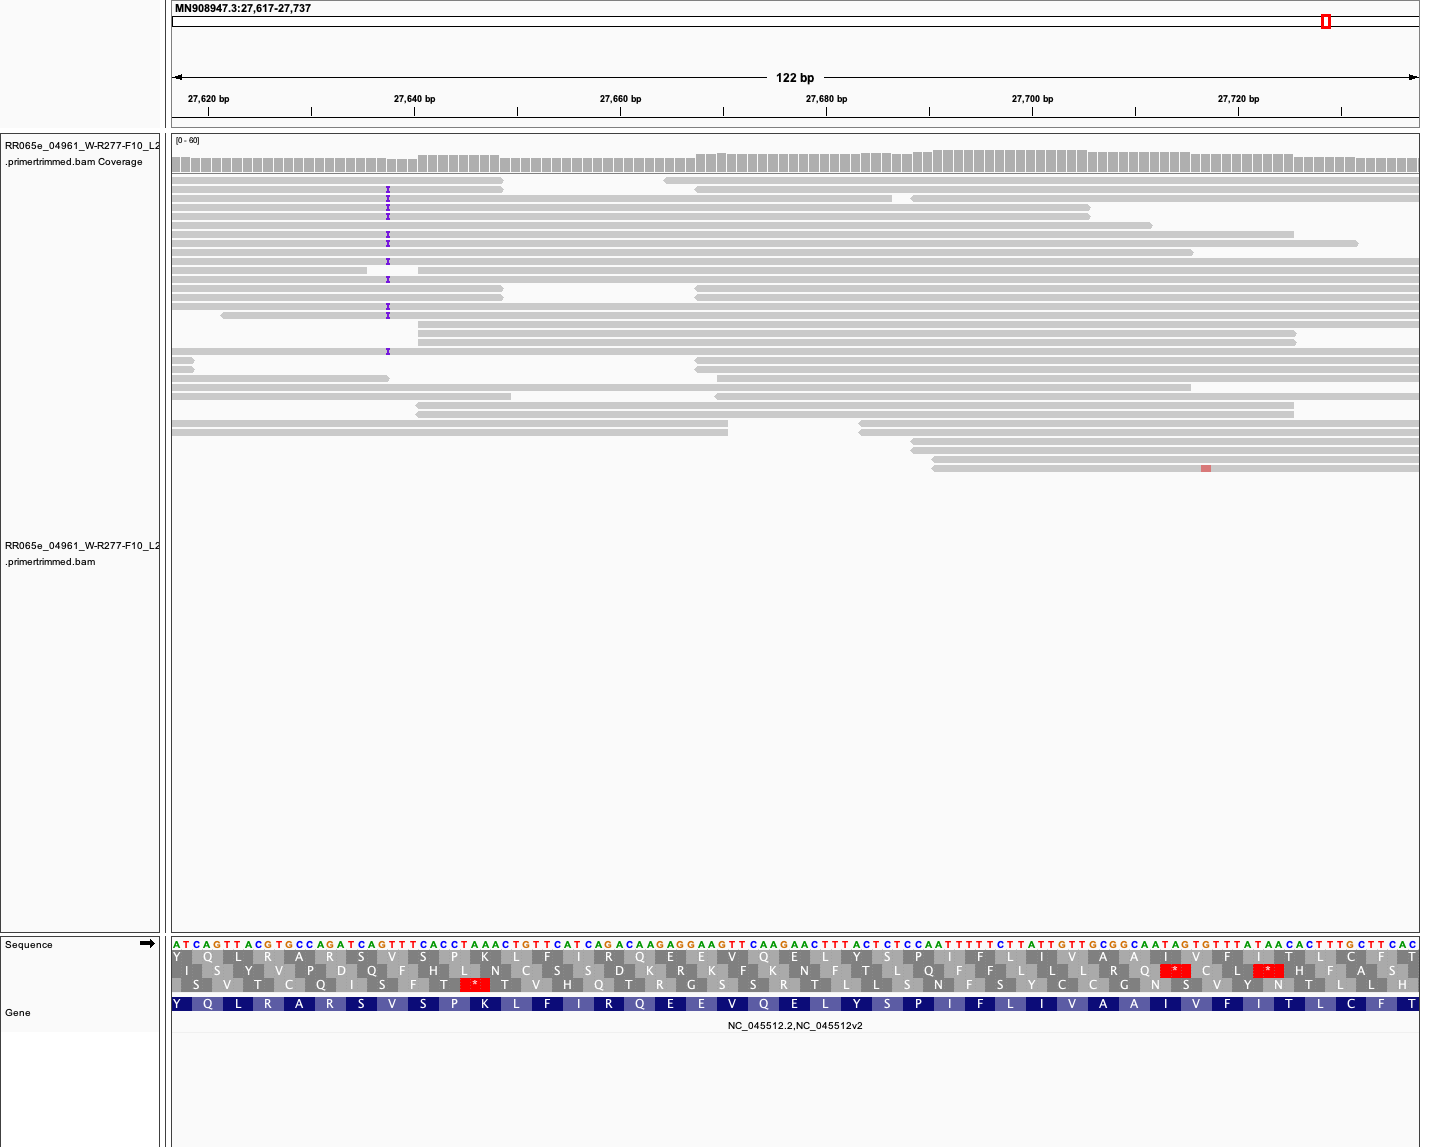 MN908947.3:27,617-27,737
122 bp
27,620 bp 27,640 bp 27,660 bp 27,680 bp 27,700 bp 27,720 bp
RR065e_04961_W-R277-F10_L2
.primertrimmed.bam Coverage
[0 - 60]
RR065e_04961_W-R277-F10_L2
.primertrimmed.bam
Sequence
ATCAGTTACGTGCCAGATCAGTTTCACCTAAACTGTTCATCAGACAAGAGGAAGTTCAAGAACTTTACTCTCCAATTTTTCTTATTGTTGCGGCAATAGTGTTTATAACACTTTGCTTCAC
Y Q L R A R S V S P K L F I R Q E E V Q E L Y S P I F L I V A A I V F I T L C F T
I S Y V P D Q F H L N C S S D K R K F K N F T L Q F F L L L R Q * C L * H F A S
S V T C Q I S F T * T V H Q T R G S S R T L L S N F S Y C C G N S V Y N T L L H
Gene
Y Q L R A R S V S P K L F I R Q E E V Q E L Y S P I F L I V A A I V F I T L C F T
NC_045512.2,NC_045512v2